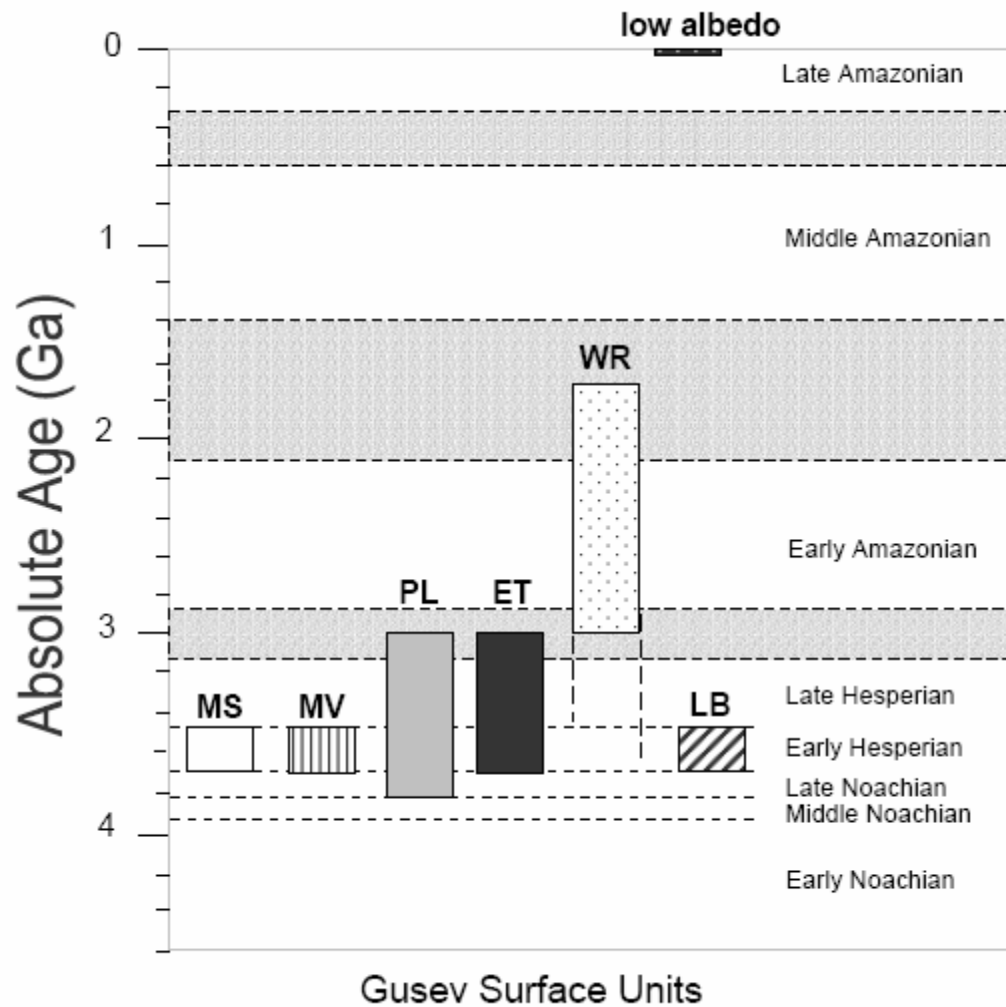 low albedo
0
Late Amazonian
1
Middle Amazonian
WR
2
Early Amazonian
PL
ET
3
Late Hesperian
MS
MV
LB
Early Hesperian
Late Noachian
Middle Noachian
4
Early Noachian
Absolute Age (Ga)
Gusev Surface Units